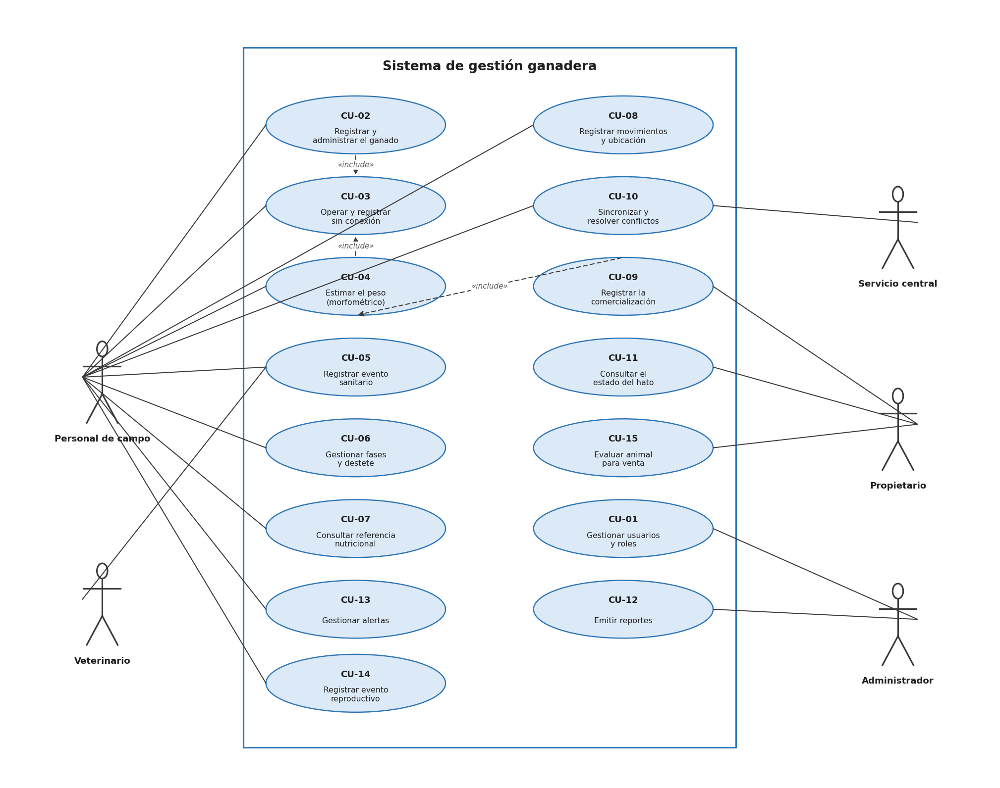 Sistema de gestión ganadera
CU-02
Registrar y
administrar el ganado
CU-08
Registrar movimientos
y ubicación
«include»
CU-03
Operar y registrar
sin conexión
CU-10
Sincronizar y
resolver conflictos
«include»
Servicio central
CU-04
Estimar el peso
(morfométrico)
«include»
CU-09
Registrar la
comercialización
CU-05
Registrar evento
sanitario
CU-11
Consultar el
estado del hato
Personal de campo
CU-06
Gestionar fases
y destete
CU-15
Evaluar animal
para venta
Propietario
CU-07
Consultar referencia
nutricional
CU-01
Gestionar usuarios
y roles
CU-13
Gestionar alertas
CU-12
Emitir reportes
Veterinario
CU-14
Registrar evento
reproductivo
Administrador